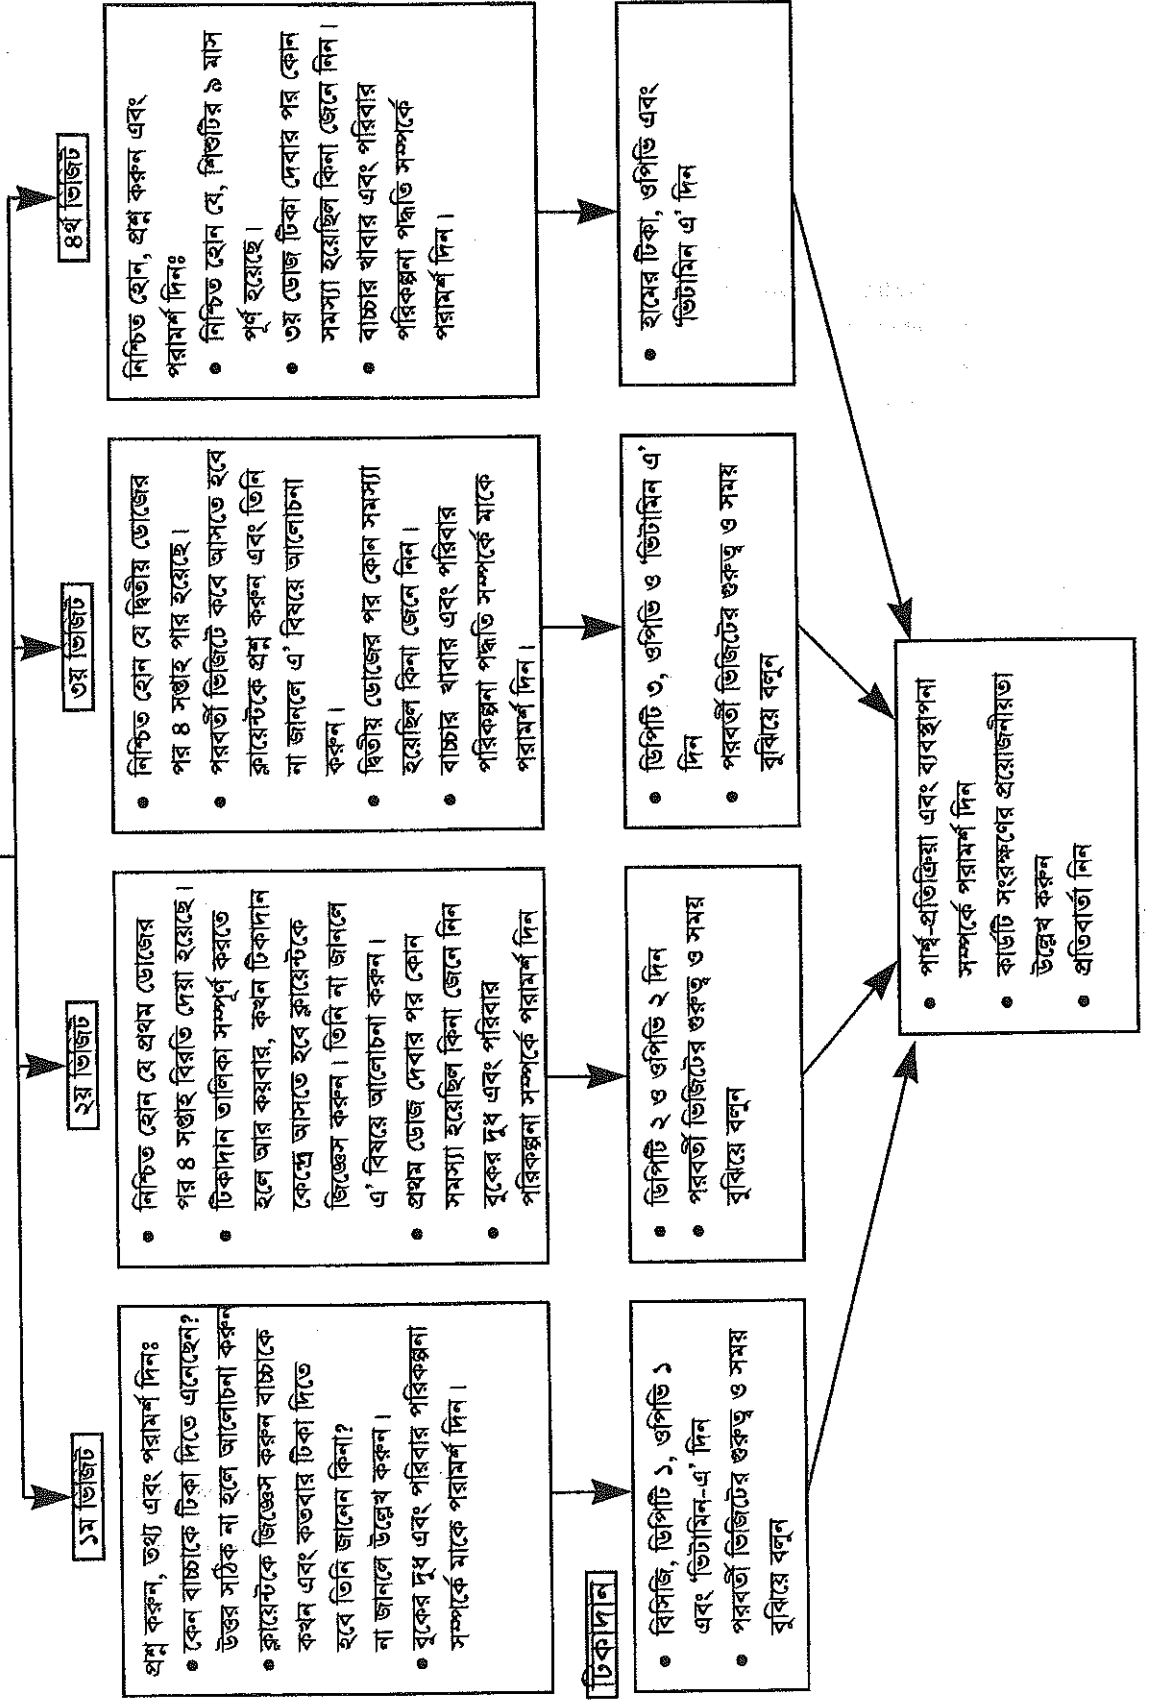 ১ম ভিজিট
প্রশ্ন করুন, তথ্য এবং পরামর্শ দিনঃ
• কেন বাচ্চাকে টিকা দিতে এনেছেন?
উত্তর সঠিক না হলে আলোচনা করুন
• ক্লায়েন্টকে জিজ্ঞেস করুন বাচ্চাকে
কখন এবং কতবার টিকা দিতে
হবে তিনি জানেন কিনা?
না জানলে উল্লেখ করুন।
• বুকের দুধ এবং পরিবার পরিকল্পনা
সম্পর্কে মাকে পরামর্শ দিন।
টিকাদান
• বিসিজি, ডিপিটি ১, ওপিভি ১
এবং 'ভিটামিন-এ' দিন
• পরবর্তী ভিজিটের গুরুত্ব ও সময়
বুঝিয়ে বলুন
২য় ভিজিট
• নিশ্চিত হোন যে প্রথম ডোজের
পর ৪ সপ্তাহ বিরতি দেয়া হয়েছে।
• টিকাদান তালিকা সম্পূর্ণ করতে
হলে আর কয়বার, কখন টিকাদান
কেন্দ্রে আসতে হবে ক্লায়েন্টকে
জিজ্ঞেস করুন। তিনি না জানলে
এ' বিষয়ে আলোচনা করুন।
• প্রথম ডোজ দেবার পর কোন
সমস্যা হয়েছিল কিনা জেনে নিন
• বুকের দুধ এবং পরিবার
পরিকল্পনা সম্পর্কে পরামর্শ দিন
• ডিপিটি ২ ও ওপিভি ২ দিন
• পরবর্তী ভিজিটের গুরুত্ব ও সময়
বুঝিয়ে বলুন
৩য় ভিজিট
• নিশ্চিত হোন যে দ্বিতীয় ডোজের
পর ৪ সপ্তাহ পার হয়েছে।
• পরবর্তী ভিজিটে কবে আসতে হবে
ক্লায়েন্টকে প্রশ্ন করুন এবং তিনি
না জানলে এ' বিষয়ে আলোচনা
করুন।
• দ্বিতীয় ডোজের পর কোন সমস্যা
হয়েছিল কিনা জেনে নিন।
• বাচ্চার খাবার এবং পরিবার
পরিকল্পনা পদ্ধতি সম্পর্কে মাকে
পরামর্শ দিন।
• ডিপিটি ৩, ওপিভি ও 'ভিটামিন এ'
দিন
• পরবর্তী ভিজিটের গুরুত্ব ও সময়
বুঝিয়ে বলুন
৪র্থ ভিজিট
নিশ্চিত হোন, প্রশ্ন করুন এবং
পরামর্শ দিনঃ
• নিশ্চিত হোন যে, শিশুটির ৯ মাস
পূর্ণ হয়েছে।
• ৩য় ডোজ টিকা দেবার পর কোন
সমস্যা হয়েছিল কিনা জেনে নিন।
• বাচ্চার খাবার এবং পরিবার
পরিকল্পনা পদ্ধতি সম্পর্কে
পরামর্শ দিন।
• হামের টিকা, ওপিভি এবং
'ভিটামিন এ' দিন
• পার্শ্ব-প্রতিক্রিয়া এবং ব্যবস্থাপনা
সম্পর্কে পরামর্শ দিন
• কার্ডটি সংরক্ষণের প্রয়োজনীয়তা
উল্লেখ করুন
• প্রতিবার্তা নিন